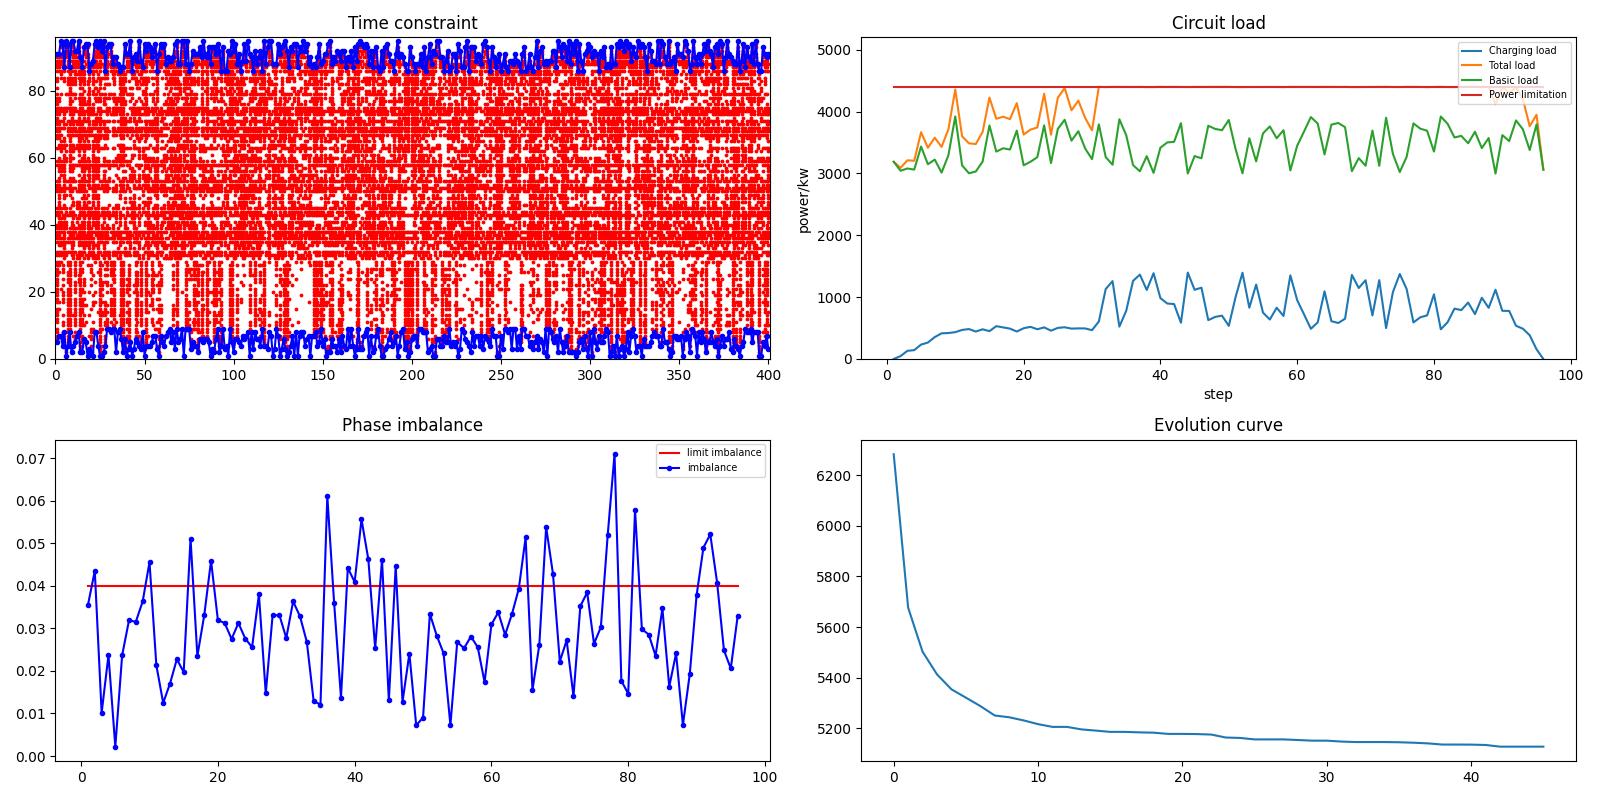 Time constraint
80
60
40
20
0
0 50 100 150 200 250 300 350 400
Circuit load
5000
4000
3000
2000
1000
0
power/kw
Charging load
Total load
Basic load
Power limitation
0 20 40 60 80 100
step
Phase imbalance
0.07
0.06
0.05
0.04
0.03
0.02
0.01
0.00
limit imbalance
imbalance
0 20 40 60 80 100
Evolution curve
6200
6000
5800
5600
5400
5200
0 10 20 30 40